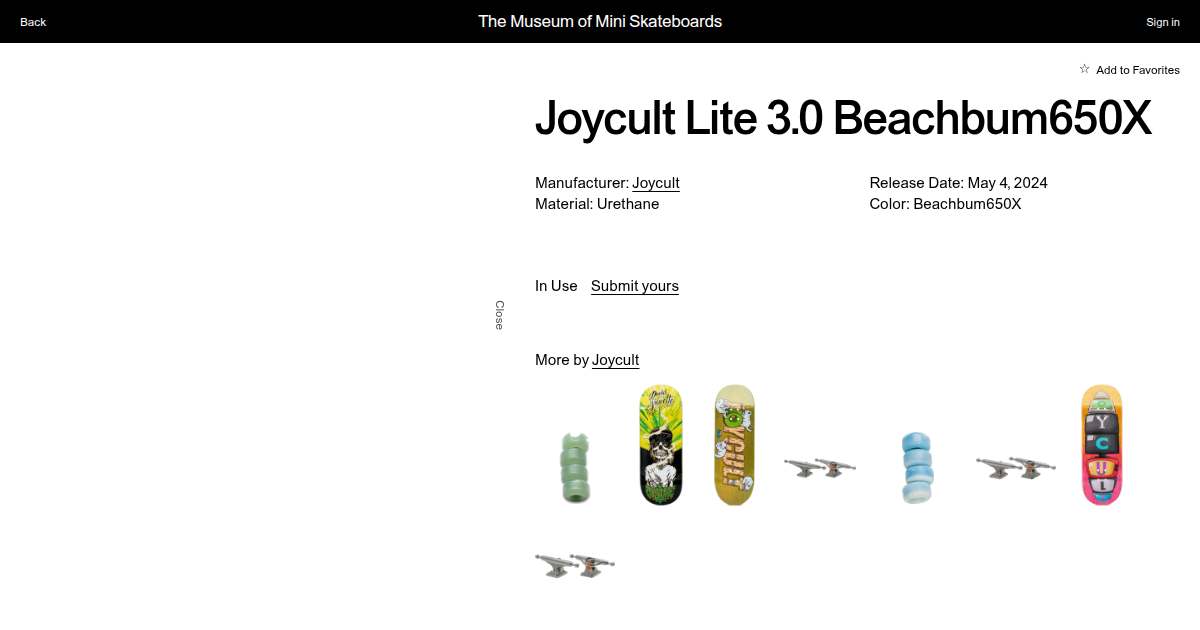 Back
The Museum of Mini Skateboards
Sign in
☆ Add to Favorites
Joycult Lite 3.0 Beachbum650X
Manufacturer: Joycult
Release Date: May 4, 2024
Material: Urethane
Color: Beachbum650X
In Use Submit yours
Close
More by Joycult